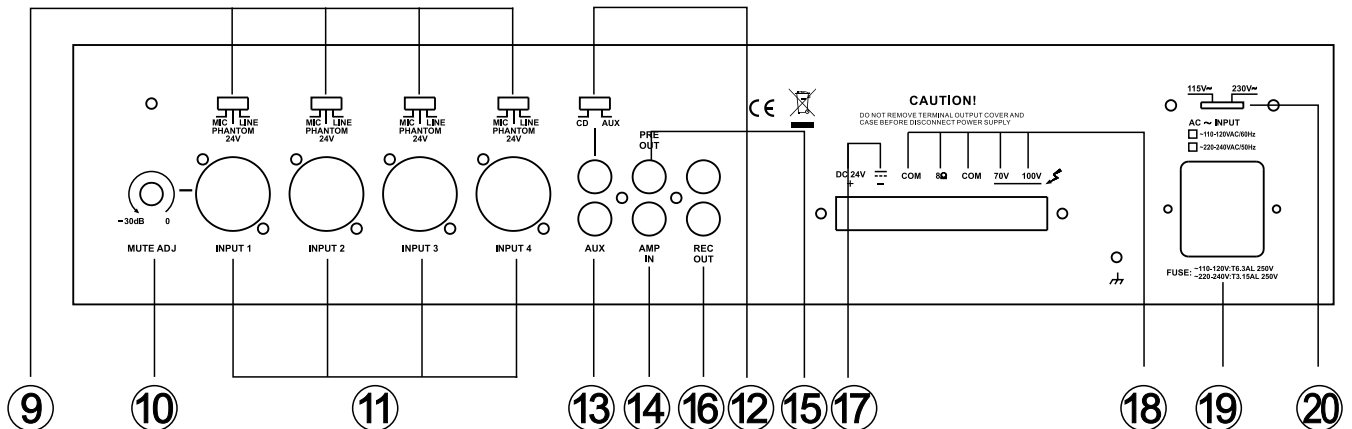 115V~ 230V~
CE
CAUTION!
DO NOT REMOVE TERMINAL OUTPUT COVER AND
CASE BEFORE DISCONNECT POWER SUPPLY
MIC LINE
PHANTOM
24V
MIC LINE
PHANTOM
24V
MIC LINE
PHANTOM
24V
MIC LINE
PHANTOM
24V
CD AUX
PRE
OUT
AC ~ INPUT
~110-120VAC/60Hz
~220-240VAC/50Hz
DC 24V
+ −
COM 8Ω COM 70V 100V
−30dB 0
MUTE ADJ
INPUT 1
INPUT 2
INPUT 3
INPUT 4
AUX
AMP
IN
REC
OUT
FUSE: ~110-120V:T6.3AL 250V
~220-240V:T3.15AL 250V
9 10 11 13 14 16 12 15 17 18 19 20